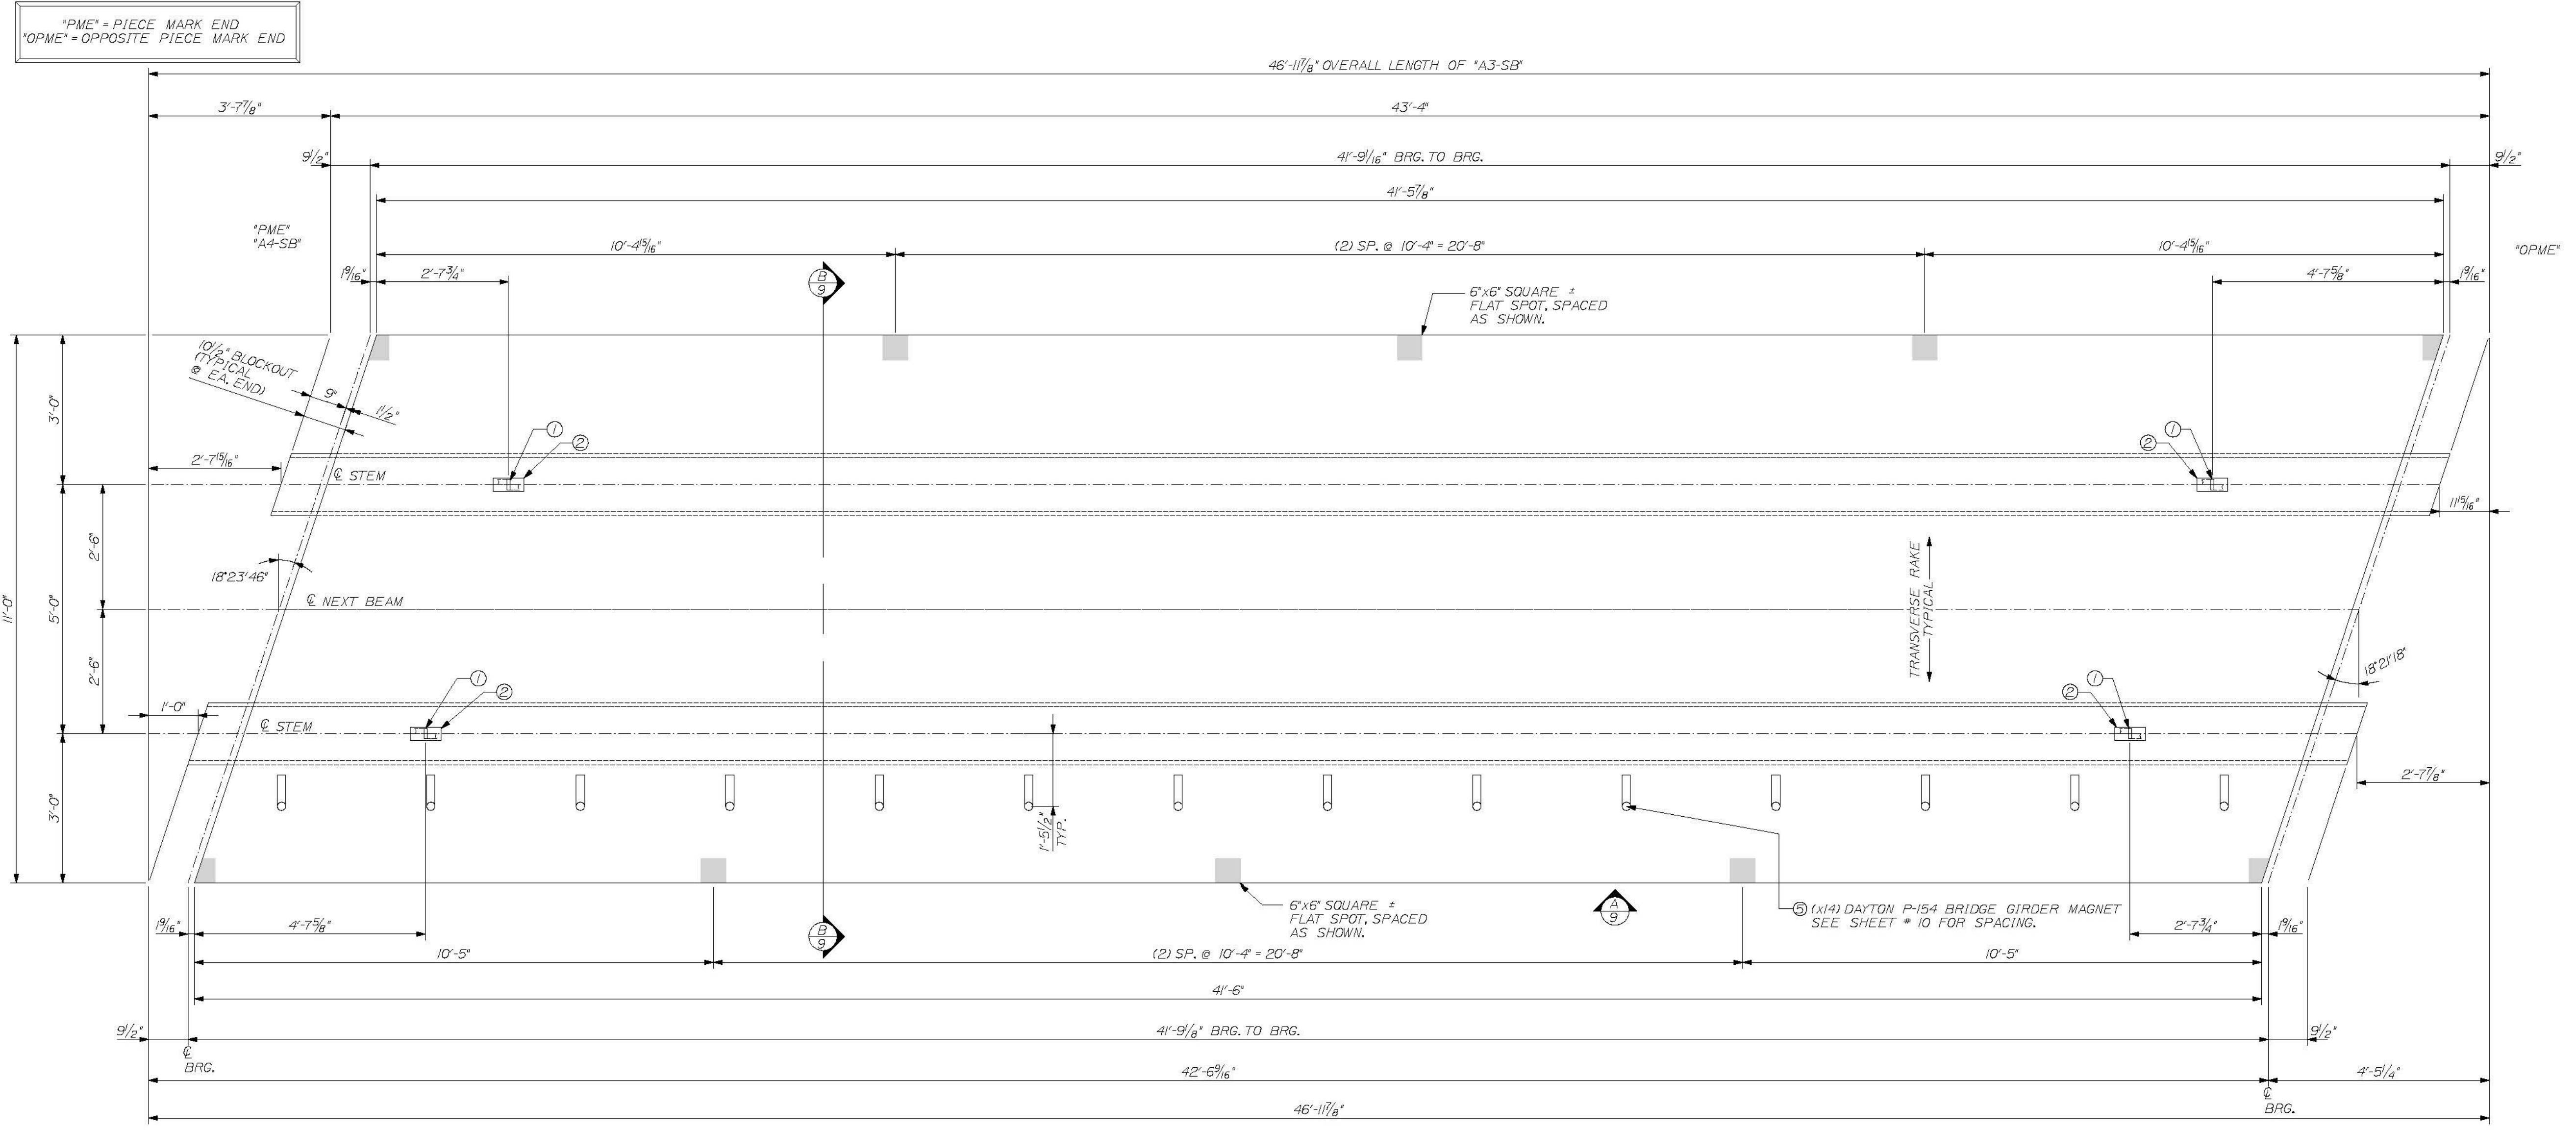 "PME" = PIECE MARK END
"OPME" = OPPOSITE PIECE MARK END
46'-11 7/8" OVERALL LENGTH OF "A3-SB"
3'-7 7/8"
43'-4"
9 1/2"
41'-9 1/16" BRG. TO BRG.
9 1/2"
41'-5 7/8"
"PME"
"A4-SB"
10'-4 15/16"
(2) SP. @ 10'-4" = 20'-8"
10'-4 15/16"
"OPME"
1 9/16"
2'-7 3/4"
B
9
4'-7 5/8"
1 9/16"
6"x6" SQUARE ±
FLAT SPOT, SPACED
AS SHOWN.
10 1/2" BLOCKOUT
(TYPICAL
@ EA. END)
9"
1 1/2"
3'-0"
1
2
1
2
2'-7 15/16"
℄ STEM
11 15/16"
2'-6"
18°23'46"
℄ NEXT BEAM
TRANSVERSE RAKE
TYPICAL
11'-0"
5'-0"
2'-6"
18°21'18"
1
2
1
2
1'-0"
℄ STEM
2'-7 7/8"
3'-0"
1'-5 1/2"
TYP.
6"x6" SQUARE ±
FLAT SPOT, SPACED
AS SHOWN.
A
9
5 (x14) DAYTON P-154 BRIDGE GIRDER MAGNET
SEE SHEET # 10 FOR SPACING.
1 9/16"
4'-7 5/8"
B
9
2'-7 3/4"
1 9/16"
10'-5"
(2) SP. @ 10'-4" = 20'-8"
10'-5"
41'-6"
9 1/2"
41'-9 1/8" BRG. TO BRG.
9 1/2"
℄
BRG.
42'-6 9/16"
4'-5 1/4"
℄
BRG.
46'-11 7/8"